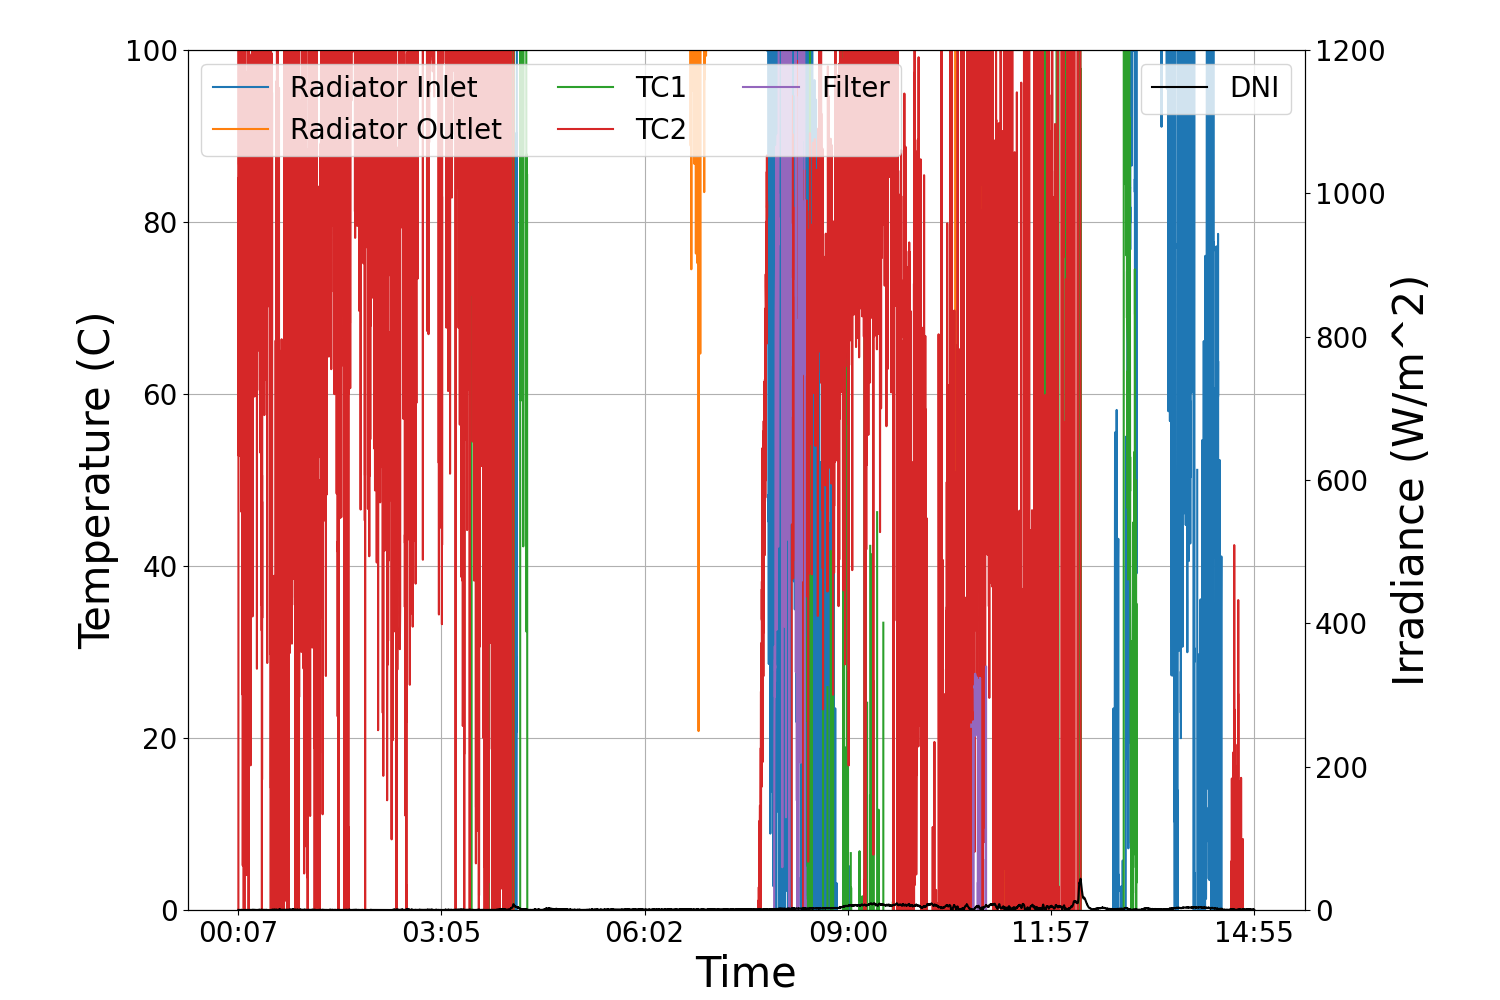 100
80
60
40
20
0
Temperature (C)
Radiator Inlet
Radiator Outlet
TC1
TC2
Filter
DNI
1200
1000
800
600
400
200
0
Irradiance (W/m^2)
00:07
03:05
06:02
09:00
11:57
14:55
Time